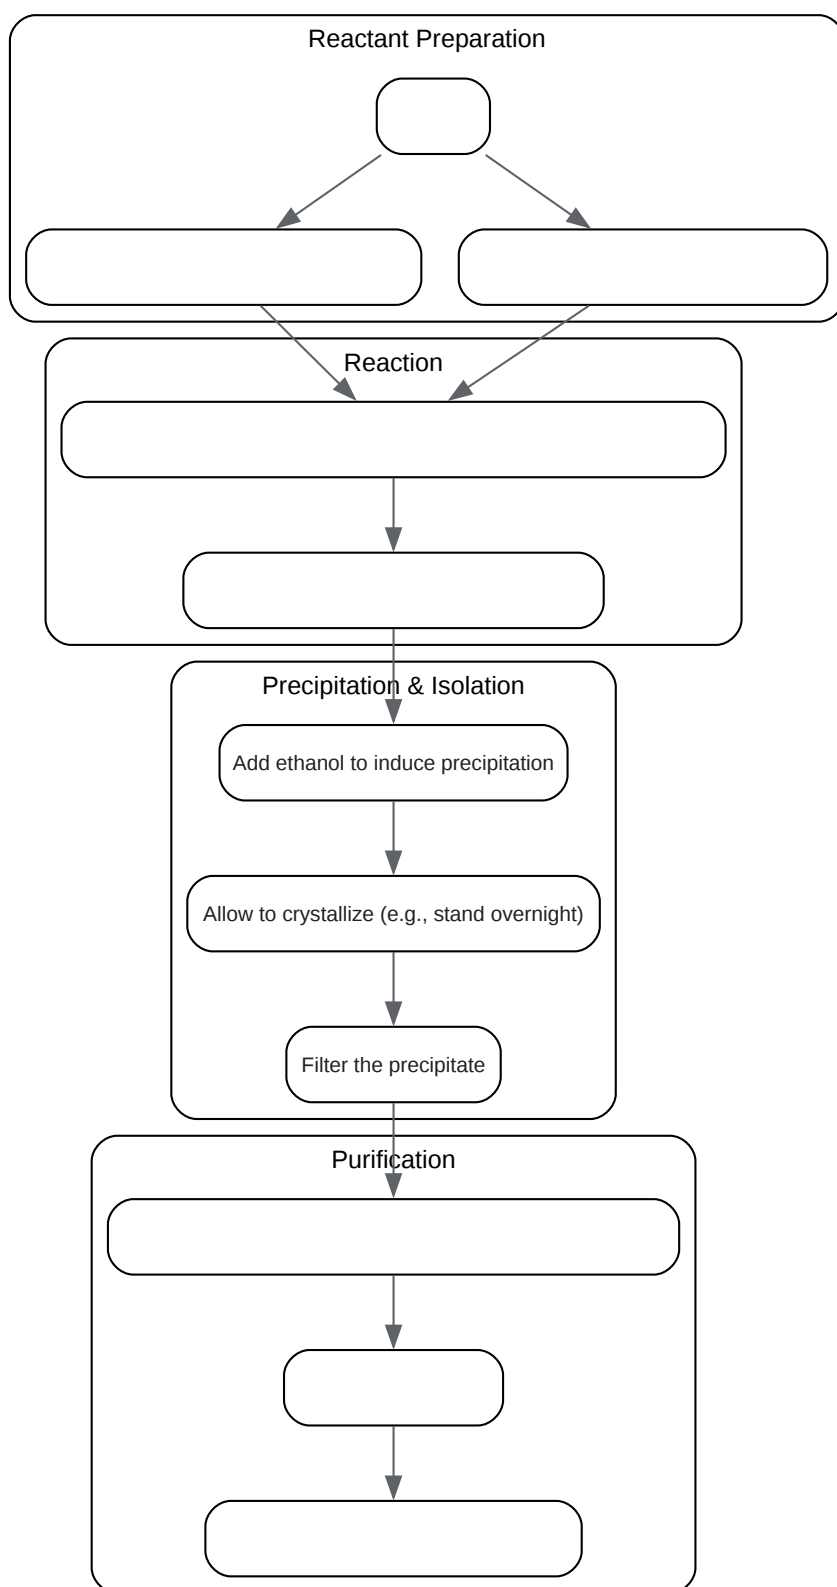 Reactant Preparation
Reaction
Precipitation & Isolation
Add ethanol to induce precipitation
Allow to crystallize (e.g., stand overnight)
Filter the precipitate
Purification